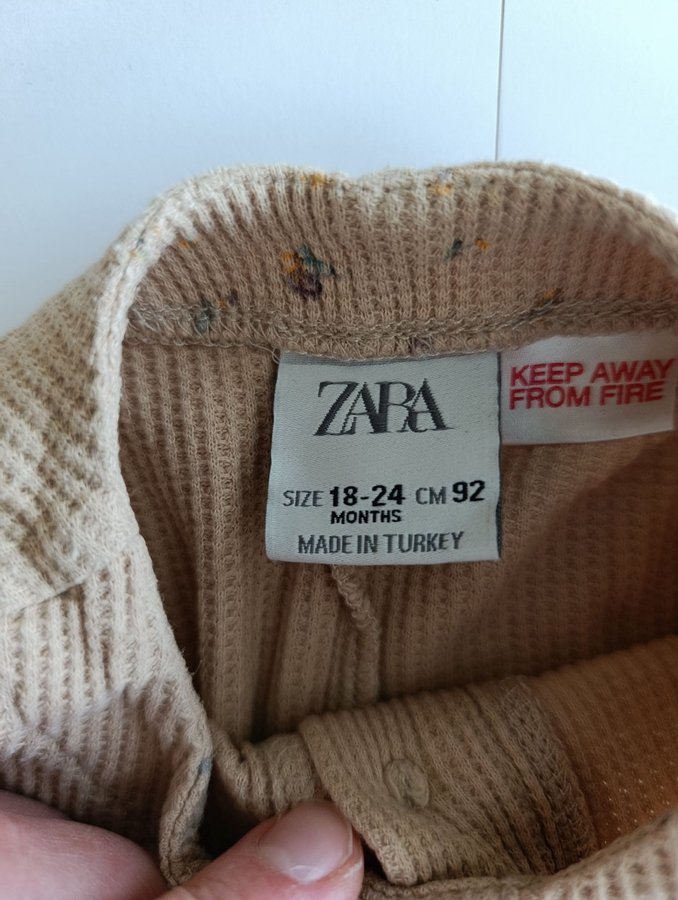 ZARA
SIZE 18-24 CM 92
MONTHS
MADE IN TURKEY
KEEP AWAY
FROM FIRE